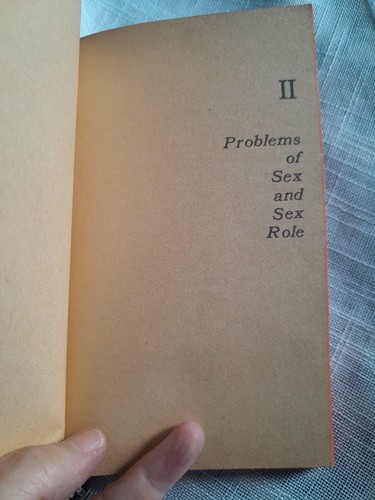 II
Problems
of
Sex
and
Sex
Role